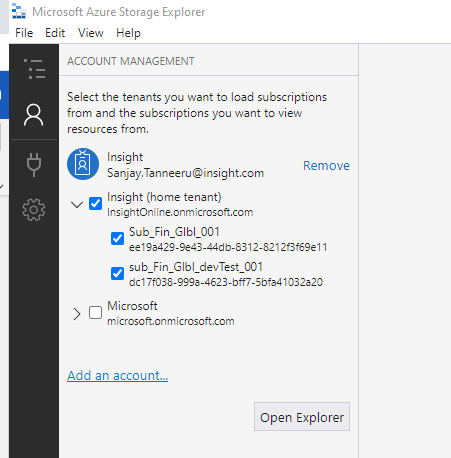 Microsoft Azure Storage Explorer
File Edit View Help
ACCOUNT MANAGEMENT
Select the tenants you want to load subscriptions
from and the subscriptions you want to view
resources from.
Insight
Sanjay.Tanneeru@insight.com
Remove
Insight (home tenant)
InsightOnline.onmicrosoft.com
Sub_Fin_Glbl_001
ee19a429-9e43-44db-8312-8212f3f69e11
sub_Fin_Glbl_devTest_001
dc17f038-999a-4623-bff7-5bfa41032a20
Microsoft
microsoft.onmicrosoft.com
Add an account...
Open Explorer